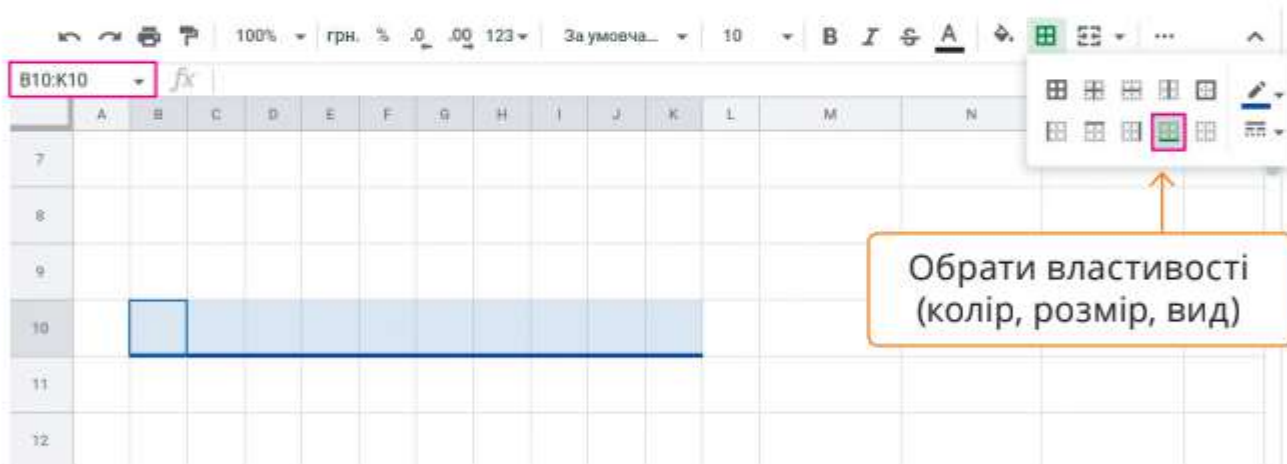 100% грн. % .0 .00 123 За умовча... 10 B I S A ...
B10:K10 fx
A B C D E F G H I J K L M N
7
8
9
Обрати властивості
(колір, розмір, вид)
10
11
12